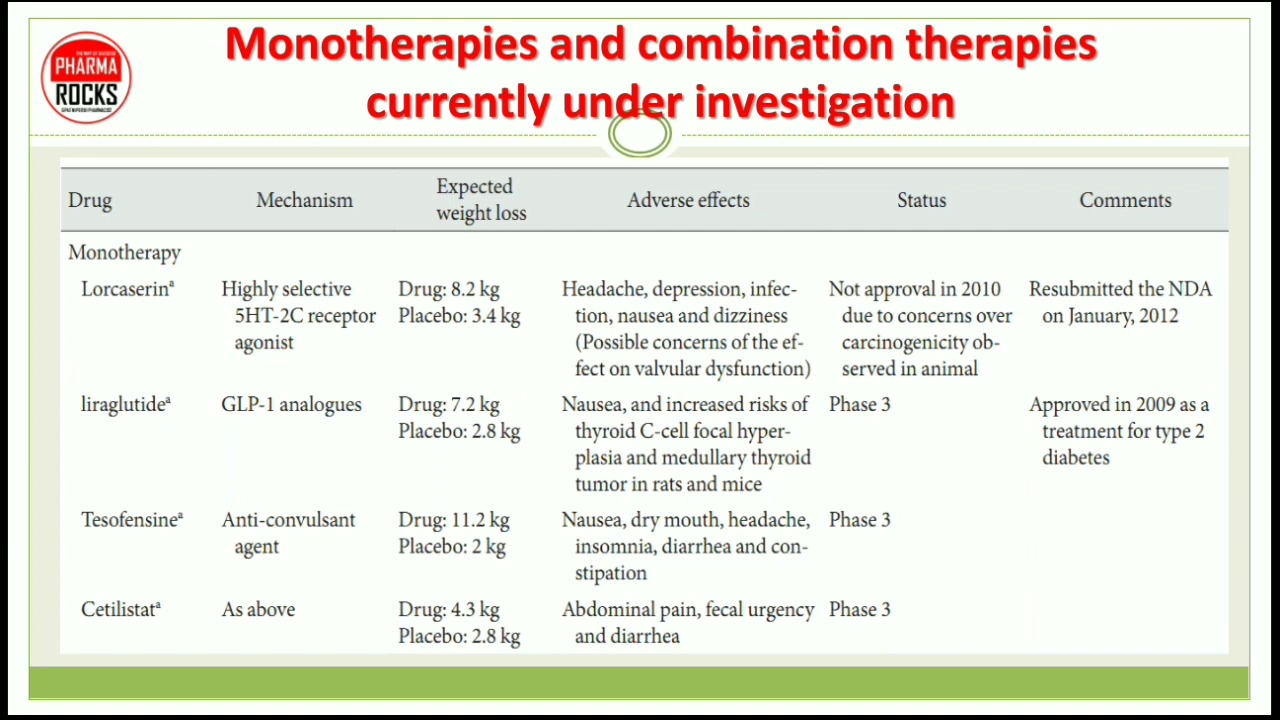 Monotherapies and combination therapies
currently under investigation
PHARMA
ROCKS
Drug Mechanism Expected weight loss Adverse effects Status Comments
Monotherapy
Lorcaserinª Highly selective Drug: 8.2 kg Headache, depression, infec- Not approval in 2010 Resubmitted the NDA
5HT-2C receptor Placebo: 3.4 kg tion, nausea and dizziness due to concerns over on January, 2012
agonist (Possible concerns of the ef- carcinogenicity ob-
fect on valvular dysfunction) served in animal
liraglutideª GLP-1 analogues Drug: 7.2 kg Nausea, and increased risks of Phase 3 Approved in 2009 as a
Placebo: 2.8 kg thyroid C-cell focal hyper- treatment for type 2
plasia and medullary thyroid diabetes
tumor in rats and mice
Tesofensineª Anti-convulsant Drug: 11.2 kg Nausea, dry mouth, headache, Phase 3
agent Placebo: 2 kg insomnia, diarrhea and con-
stipation
Cetilistatª As above Drug: 4.3 kg Abdominal pain, fecal urgency Phase 3
Placebo: 2.8 kg and diarrhea